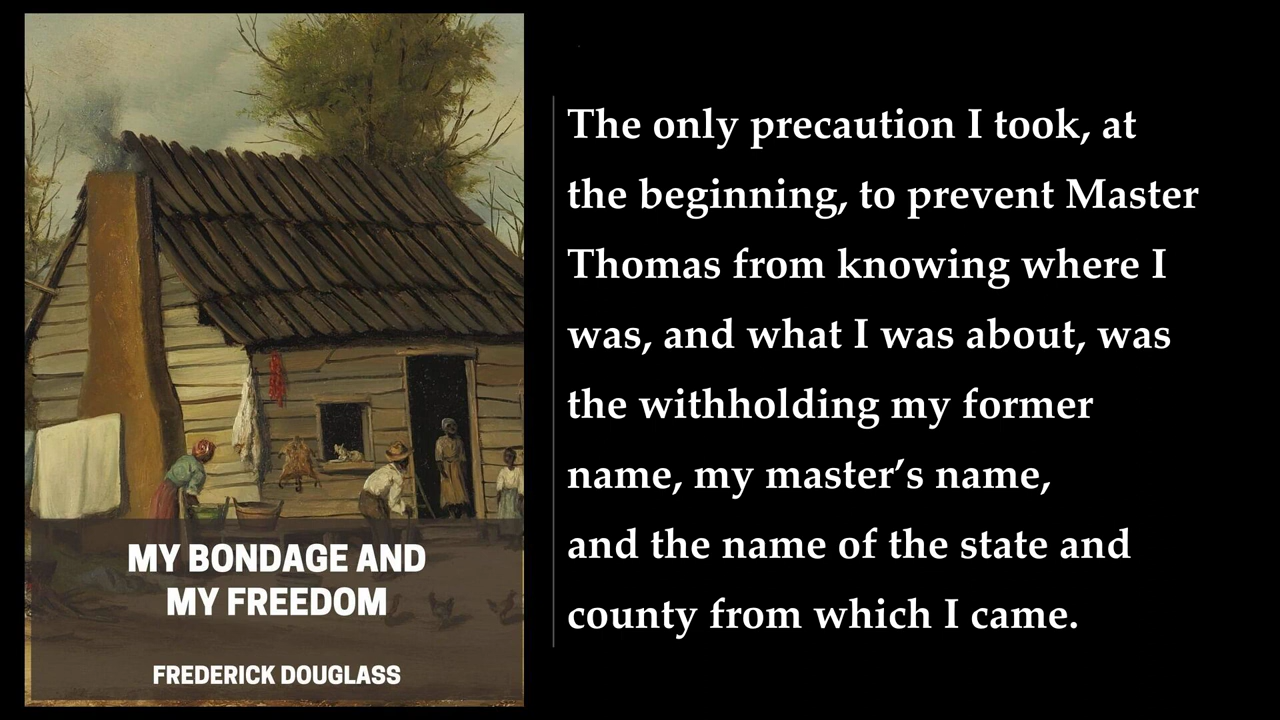 MY BONDAGE AND
MY FREEDOM
FREDERICK DOUGLASS
The only precaution I took, at
the beginning, to prevent Master
Thomas from knowing where I
was, and what I was about, was
the withholding my former
name, my master’s name,
and the name of the state and
county from which I came.